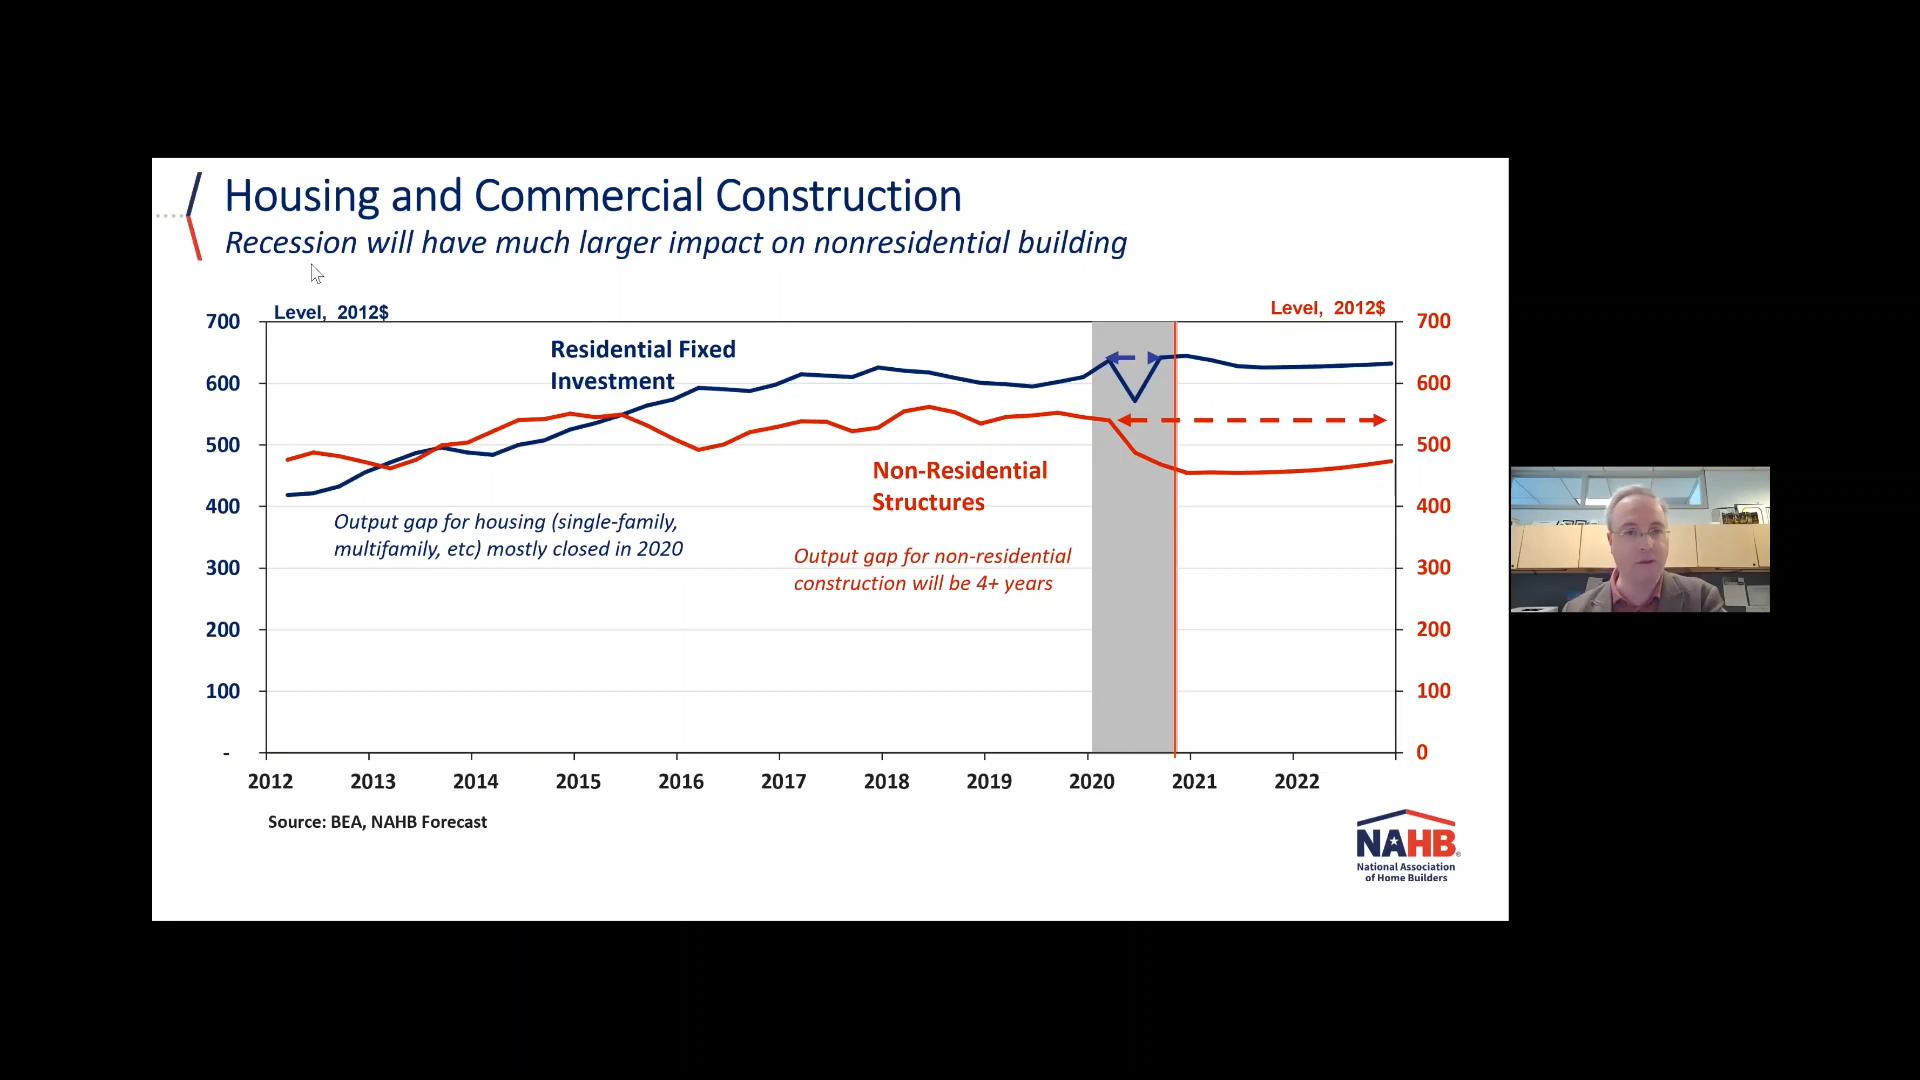 Housing and Commercial Construction
Recession will have much larger impact on nonresidential building
Level, 2012$
Level, 2012$
700
600
500
400
300
200
100
-
Residential Fixed
Investment
Output gap for housing (single-family,
multifamily, etc) mostly closed in 2020
Non-Residential
Structures
Output gap for non-residential
construction will be 4+ years
700
600
500
400
300
200
100
0
2012 2013 2014 2015 2016 2017 2018 2019 2020 2021 2022
Source: BEA, NAHB Forecast
NAHB®
National Association
of Home Builders